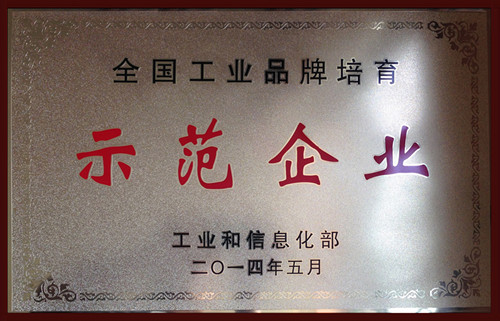 全国工业品牌培育
示范企业
工业和信息化部
二〇一四年五月